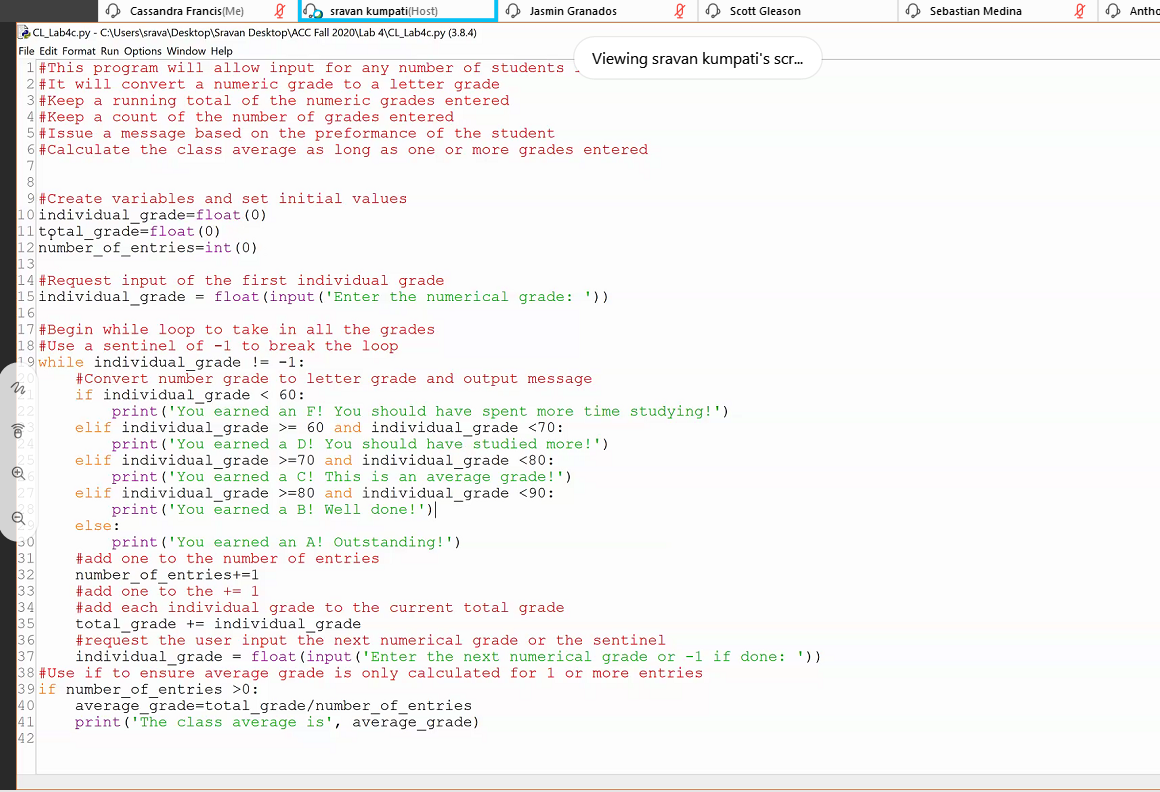 Cassandra Francis(Me) sravan kumpati(Host) Jasmin Granados Scott Gleason Sebastian Medina Antho
CL_Lab4c.py - C:\Users\srava\Desktop\Sravan Desktop\ACC Fall 2020\Lab 4\CL_Lab4c.py (3.8.4)
File Edit Format Run Options Window Help
Viewing sravan kumpati's scr...
1 #This program will allow input for any number of students
2 #It will convert a numeric grade to a letter grade
3 #Keep a running total of the numeric grades entered
4 #Keep a count of the number of grades entered
5 #Issue a message based on the preformance of the student
6 #Calculate the class average as long as one or more grades entered
7
8
9 #Create variables and set initial values
10 individual_grade=float(0)
11 total_grade=float(0)
12 number_of_entries=int(0)
13
14 #Request input of the first individual grade
15 individual_grade = float(input('Enter the numerical grade: '))
16
17 #Begin while loop to take in all the grades
18 #Use a sentinel of -1 to break the loop
19 while individual_grade != -1:
#Convert number grade to letter grade and output message
if individual_grade < 60:
print('You earned an F! You should have spent more time studying!')
elif individual_grade >= 60 and individual_grade <70:
print('You earned a D! You should have studied more!')
elif individual_grade >=70 and individual_grade <80:
print('You earned a C! This is an average grade!')
elif individual_grade >=80 and individual_grade <90:
print('You earned a B! Well done!')
else:
30 print('You earned an A! Outstanding!')
31 #add one to the number of entries
32 number_of_entries+=1
33 #add one to the += 1
34 #add each individual grade to the current total grade
35 total_grade += individual_grade
36 #request the user input the next numerical grade or the sentinel
37 individual_grade = float(input('Enter the next numerical grade or -1 if done: '))
38 #Use if to ensure average grade is only calculated for 1 or more entries
39 if number_of_entries >0:
40 average_grade=total_grade/number_of_entries
41 print('The class average is', average_grade)
42